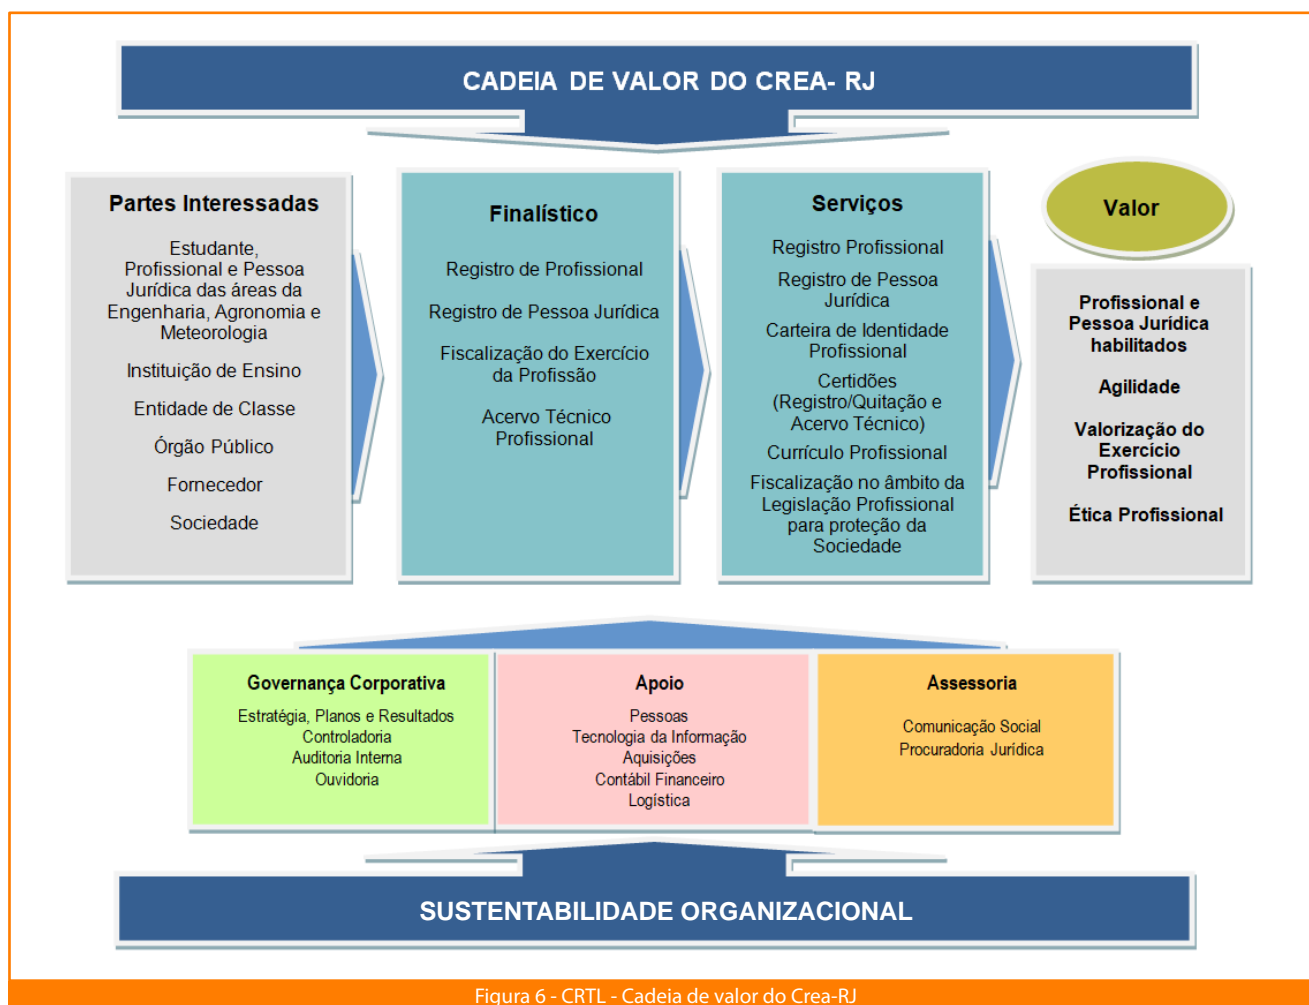 CADEIA DE VALOR DO CREA- RJ
Partes Interessadas
Estudante,
Profissional e Pessoa
Jurídica das áreas da
Engenharia, Agronomia e
Meteorologia
Instituição de Ensino
Entidade de Classe
Órgão Público
Fornecedor
Sociedade
Finalístico
Registro de Profissional
Registro de Pessoa Jurídica
Fiscalização do Exercício
da Profissão
Acervo Técnico
Profissional
Serviços
Registro Profissional
Registro de Pessoa
Jurídica
Carteira de Identidade
Profissional
Certidões
(Registro/Quitação e
Acervo Técnico)
Currículo Profissional
Fiscalização no âmbito da
Legislação Profissional
para proteção da
Sociedade
Valor
Profissional e
Pessoa Jurídica
habilitados
Agilidade
Valorização do
Exercício
Profissional
Ética Profissional
Governança Corporativa
Estratégia, Planos e Resultados
Controladoria
Auditoria Interna
Ouvidoria
Apoio
Pessoas
Tecnologia da Informação
Aquisições
Contábil Financeiro
Logística
Assessoria
Comunicação Social
Procuradoria Jurídica
SUSTENTABILIDADE ORGANIZACIONAL
Figura 6 - CRTL - Cadeia de valor do Crea-RJ